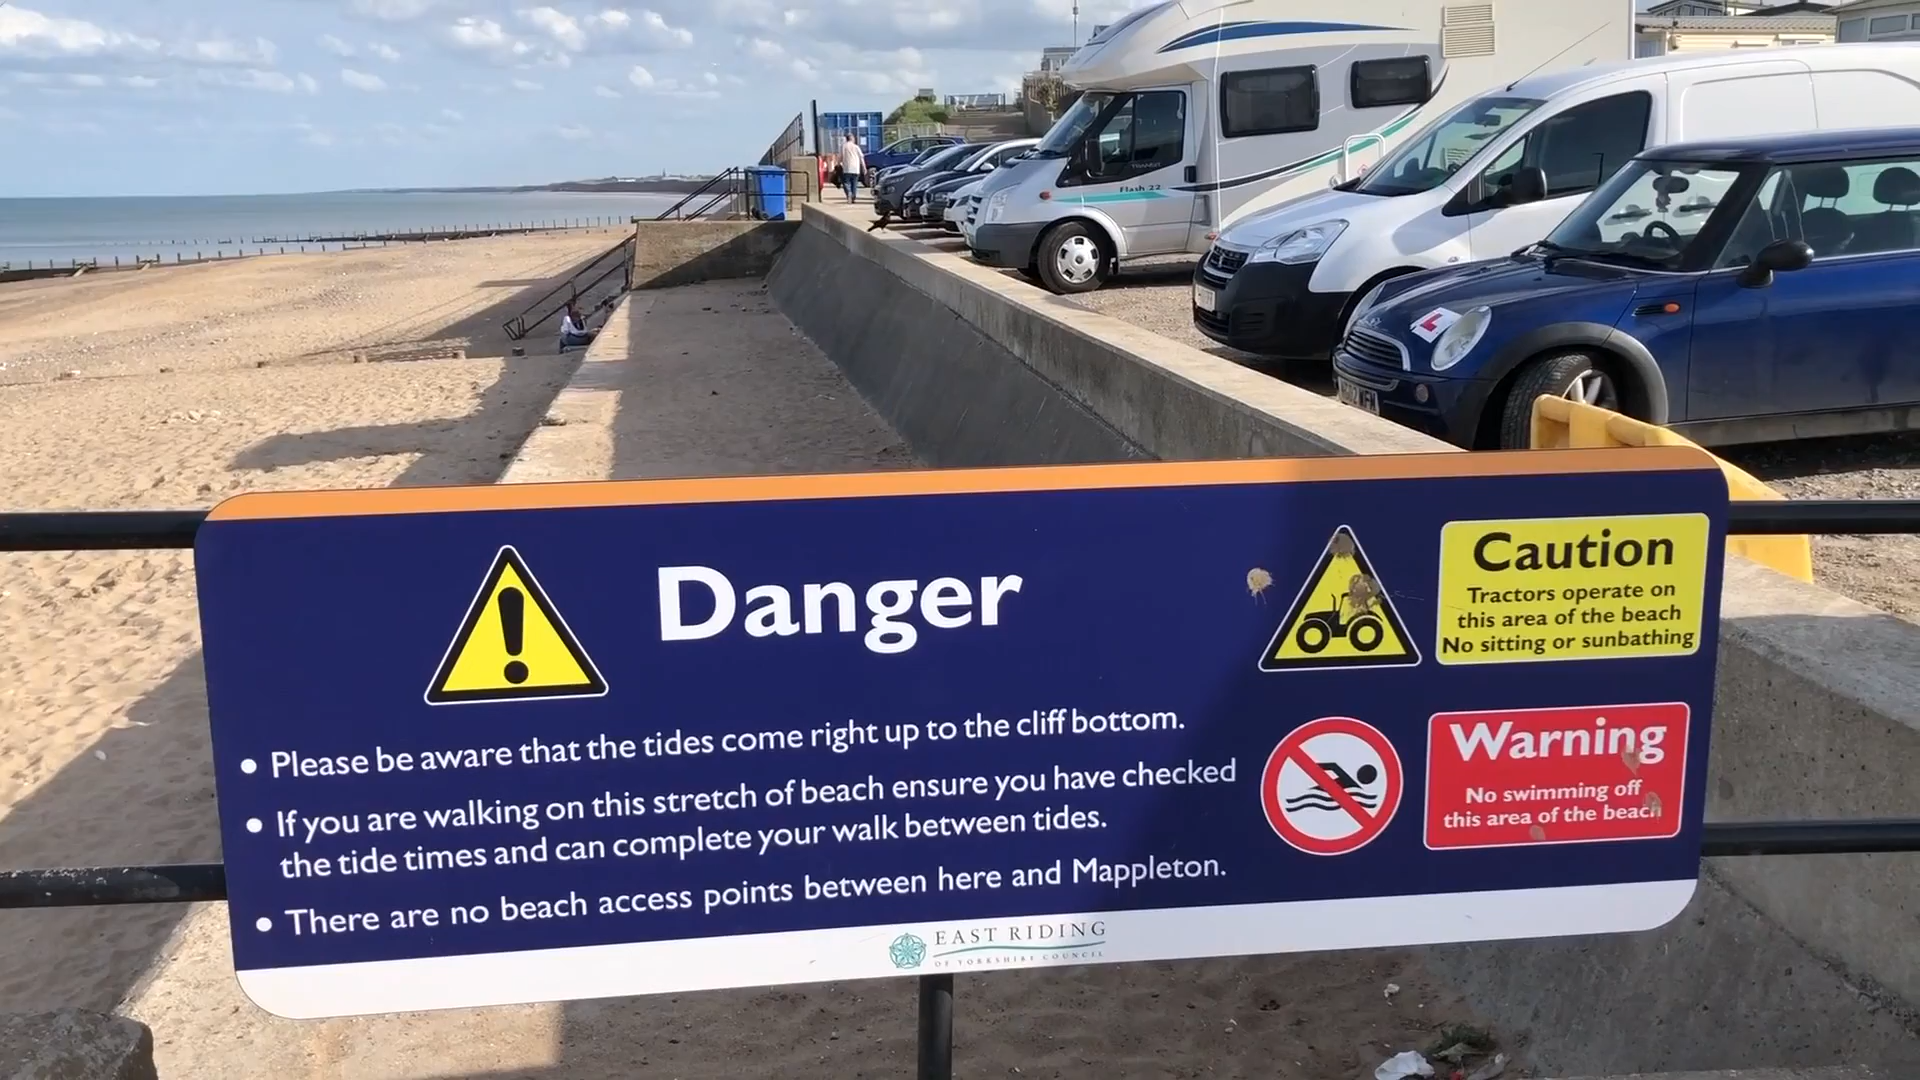 TRANSIT
Flash 22
L
Danger
• Please be aware that the tides come right up to the cliff bottom.
• If you are walking on this stretch of beach ensure you have checked
the tide times and can complete your walk between tides.
• There are no beach access points between here and Mappleton.
Caution
Tractors operate on
this area of the beach
No sitting or sunbathing
Warning
No swimming off
this area of the beach
EAST RIDING
OF YORKSHIRE COUNCIL